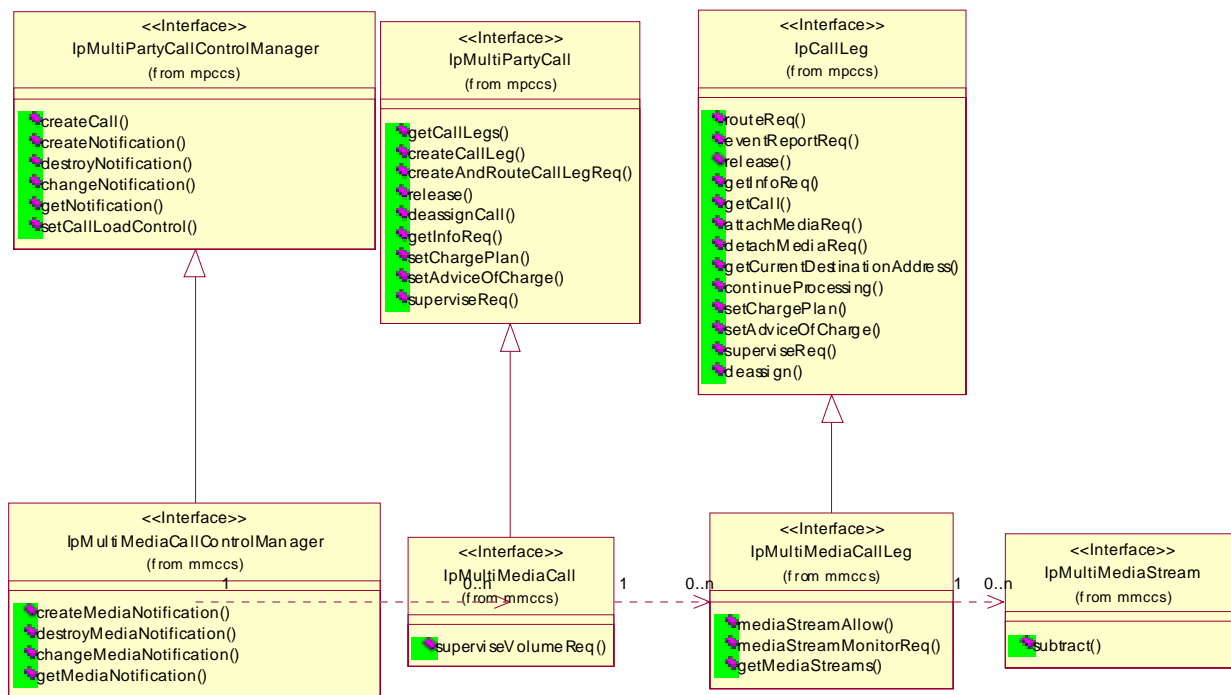 <<Interface>>
IpMultiPartyCallControlManager
(from mpccs)
createCall()
createNotification()
destroyNotification()
changeNotification()
getNotification()
setCallLoadControl()
<<Interface>>
IpMultiPartyCall
(from mpccs)
getCallLegs()
createCallLeg()
createAndRouteCallLegReq()
release()
deassignCall()
getInfoReq()
setChargePlan()
setAdviceOfCharge()
superviseReq()
<<Interface>>
IpCallLeg
(from mpccs)
routeReq()
eventReportReq()
release()
getInfoReq()
getCall()
attachMediaReq()
detachMediaReq()
getCurrentDestinationAddress()
continueProcessing()
setChargePlan()
setAdviceOfCharge()
superviseReq()
deassign()
<<Interface>>
IpMultiMediaCallControlManager
(from mmccs)
createMediaNotification()
destroyMediaNotification()
changeMediaNotification()
getMediaNotification()
1
0..n
<<Interface>>
IpMultiMediaCall
(from mmccs)
superviseVolumeReq()
1
0..n
<<Interface>>
IpMultiMediaCallLeg
(from mmccs)
mediaStreamAllow()
mediaStreamMonitorReq()
getMediaStreams()
1
0..n
<<Interface>>
IpMultiMediaStream
(from mmccs)
subtract()